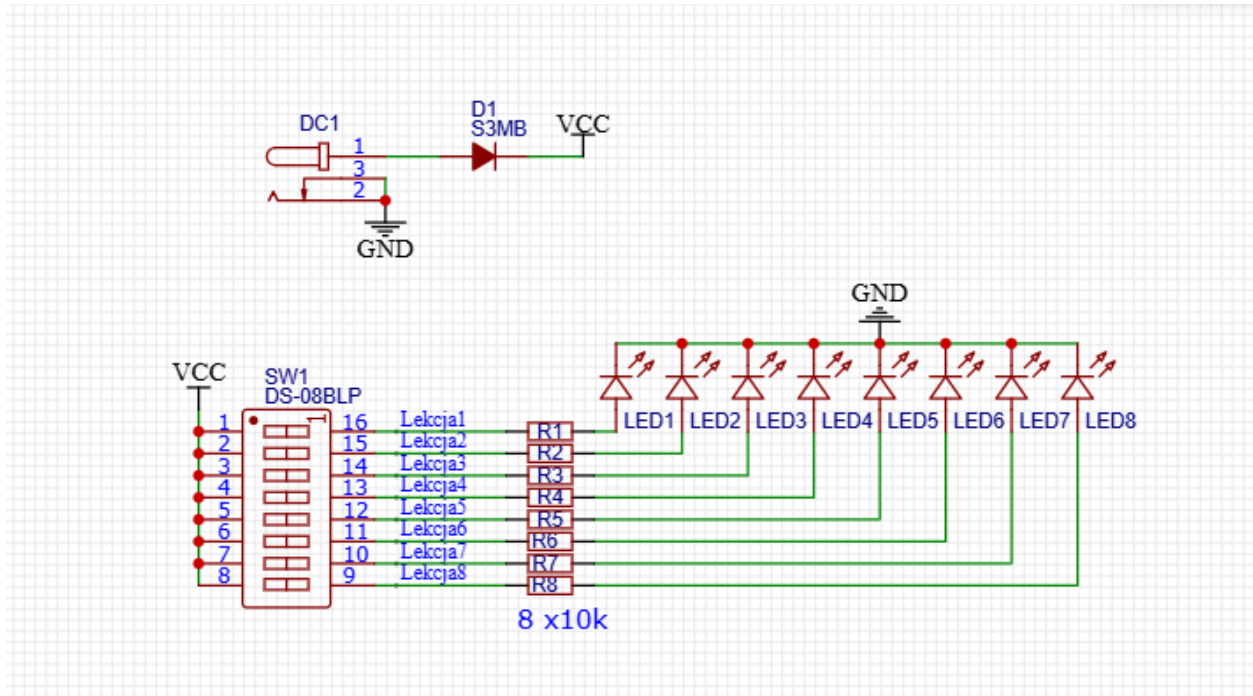 DC1
1
3
2
GND
D1
S3MB
VCC
GND
VCC
SW1
DS-08BLP
1
1 16 Lekcja1 R1
2 15 Lekcja2 R2
3 14 Lekcja3 R3
4 13 Lekcja4 R4
5 12 Lekcja5 R5
6 11 Lekcja6 R6
7 10 Lekcja7 R7
8 9 Lekcja8 R8
8 x10k
LED1 LED2 LED3 LED4 LED5 LED6 LED7 LED8